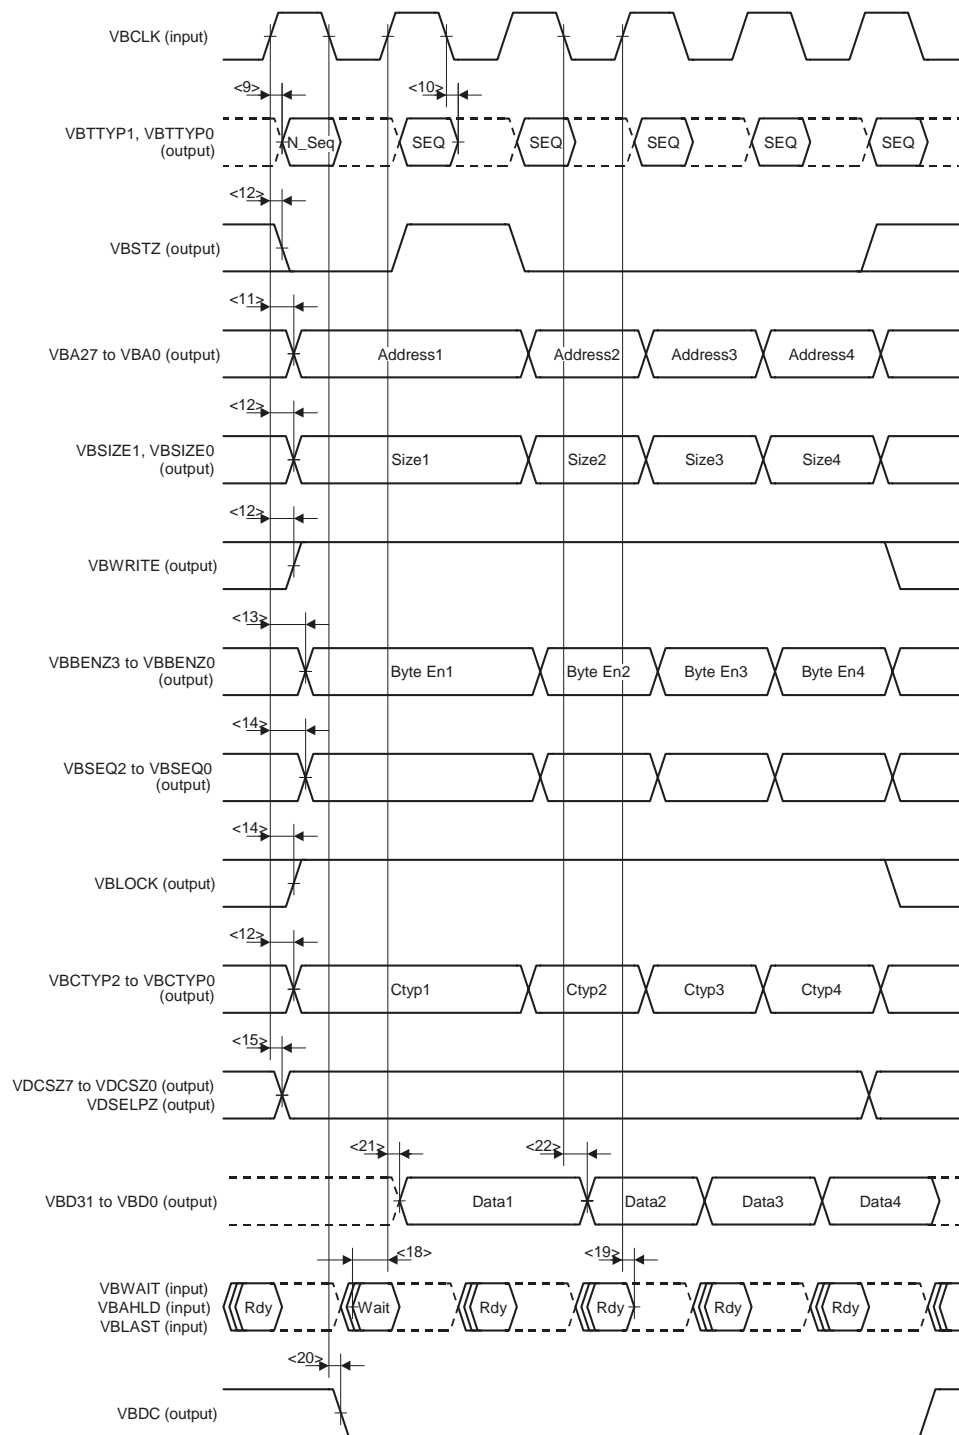 VBCLK (input)
<9>
<10>
VBTTYP1, VBTTYP0
(output)
N_Seq
SEQ
SEQ
SEQ
SEQ
SEQ
<12>
VBSTZ (output)
<11>
VBA27 to VBA0 (output)
Address1
Address2
Address3
Address4
<12>
VBSIZE1, VBSIZE0
(output)
Size1
Size2
Size3
Size4
<12>
VBWRITE (output)
<13>
VBBENZ3 to VBBENZ0
(output)
Byte En1
Byte En2
Byte En3
Byte En4
<14>
VBSEQ2 to VBSEQ0
(output)
<14>
VBLOCK (output)
<12>
VBCTYP2 to VBCTYP0
(output)
Ctyp1
Ctyp2
Ctyp3
Ctyp4
<15>
VDCSZ7 to VDCSZ0 (output)
VDSELPZ (output)
<21>
<22>
VBD31 to VBD0 (output)
Data1
Data2
Data3
Data4
<18>
<19>
VBWAIT (input)
VBAHLD (input)
VBLAST (input)
Rdy
Wait
Rdy
Rdy
Rdy
Rdy
<20>
VBDC (output)